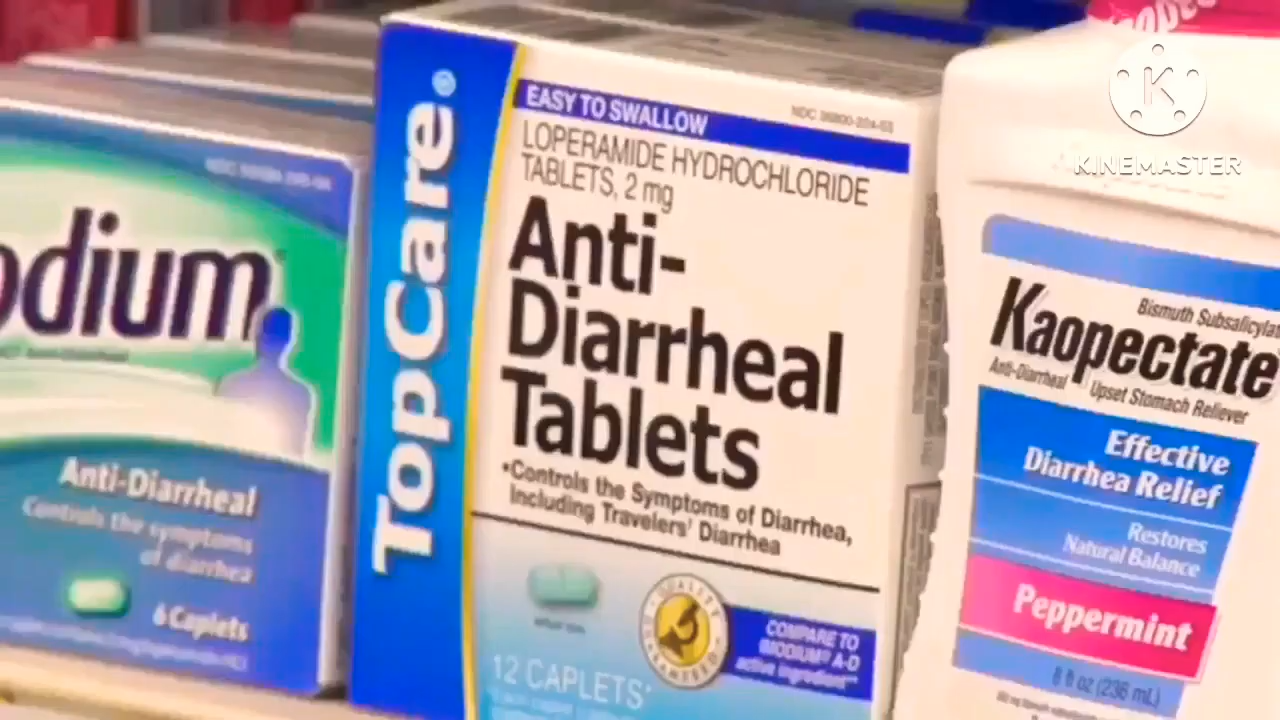 odium
Anti-Diarrheal
Controls the symptoms
of diarrhea
6 Caplets
TopCare®
EASY TO SWALLOW
LOPERAMIDE HYDROCHLORIDE
TABLETS, 2 mg
Anti-
Diarrheal
Tablets
•Controls the Symptoms of Diarrhea,
Including Travelers' Diarrhea
QUALITY
GUARANTEED
COMPARE TO
IMODIUM® A-D
active ingredient**
12 CAPLETS*
KINEMASTER
Bismuth Subsalicylat
Kaopectate
Anti-Diarrheal Upset Stomach Reliever
Effective
Diarrhea Relief
Restores
Natural Balance
Peppermint
8 fl oz (236 mL)